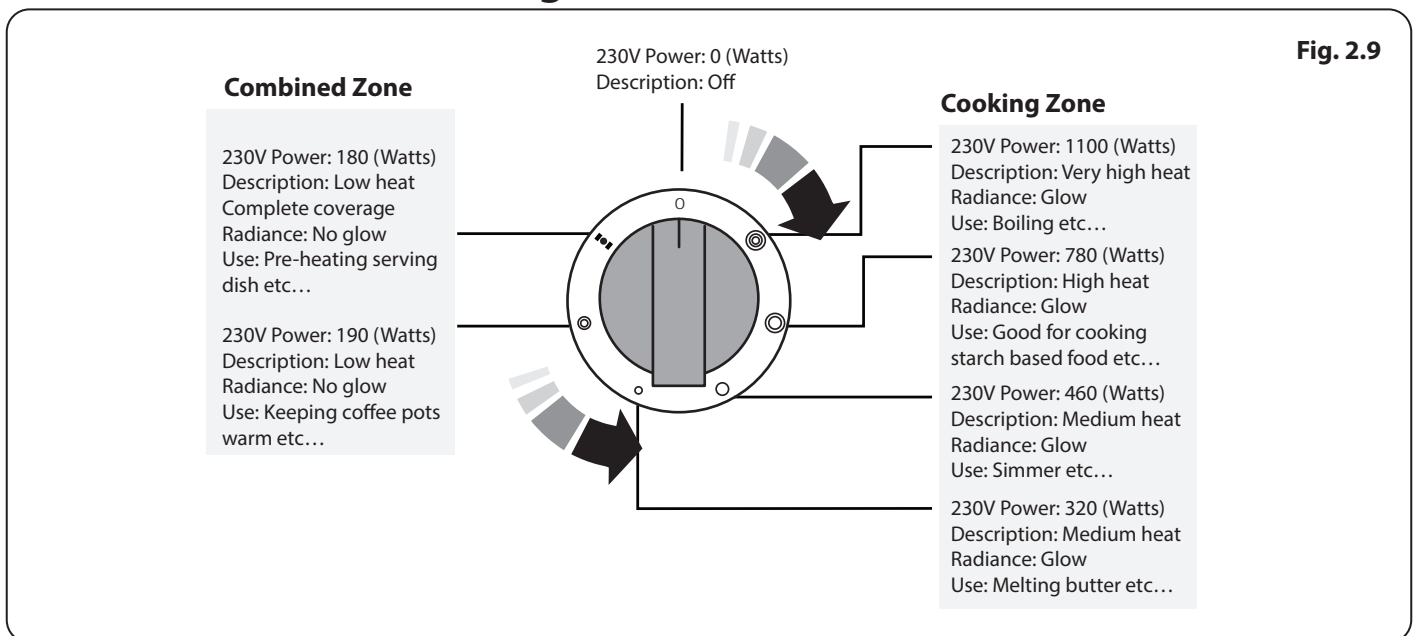 Fig. 2.9
230V Power: 0 (Watts)
Description: Off
Combined Zone
230V Power: 180 (Watts)
Description: Low heat
Complete coverage
Radiance: No glow
Use: Pre-heating serving
dish etc…
230V Power: 190 (Watts)
Description: Low heat
Radiance: No glow
Use: Keeping coffee pots
warm etc…
0
Cooking Zone
230V Power: 1100 (Watts)
Description: Very high heat
Radiance: Glow
Use: Boiling etc…
230V Power: 780 (Watts)
Description: High heat
Radiance: Glow
Use: Good for cooking
starch based food etc…
230V Power: 460 (Watts)
Description: Medium heat
Radiance: Glow
Use: Simmer etc…
230V Power: 320 (Watts)
Description: Medium heat
Radiance: Glow
Use: Melting butter etc…